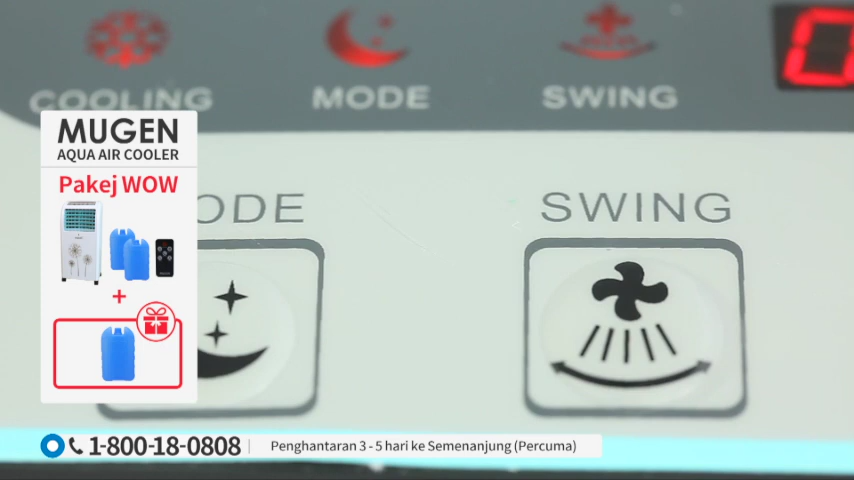 COOLING MODE SWING 0
MUGEN
AQUA AIR COOLER
Pakej WOW
ODE SWING
+
1-800-18-0808 | Penghantaran 3 - 5 hari ke Semenanjung (Percuma)